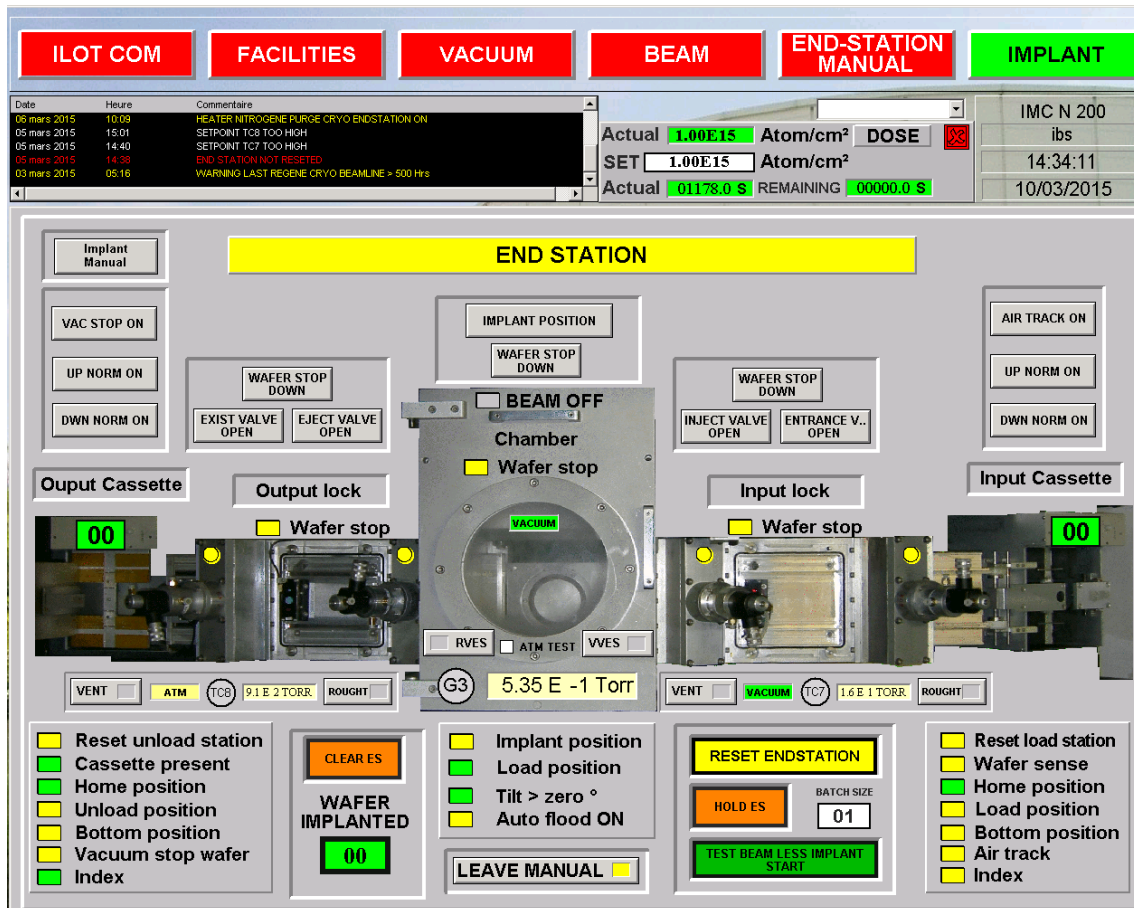 ILOT COM
FACILITIES
VACUUM
BEAM
END-STATION
MANUAL
IMPLANT
Date Heure Commentaire
06 mars 2015 10:09 HEATER NITROGENE PURGE CRYO ENDSTATION ON
05 mars 2015 15:01 SETPOINT TC8 TOO HIGH
05 mars 2015 14:40 SETPOINT TC7 TOO HIGH
05 mars 2015 14:38 END STATION NOT RESETED
03 mars 2015 05:16 WARNING LAST REGENE CRYO BEAMLINE > 500 Hrs
Actual 1.00E15 Atom/cm² DOSE
SET 1.00E15 Atom/cm²
Actual 01178.0 S REMAINING 00000.0 S
IMC N 200
ibs
14:34:11
10/03/2015
END STATION
Implant
Manual
VAC STOP ON
UP NORM ON
DWN NORM ON
WAFER STOP
DOWN
EXIST VALVE
OPEN
EJECT VALVE
OPEN
IMPLANT POSITION
WAFER STOP
DOWN
BEAM OFF
Chamber
Wafer stop
VACUUM
WAFER STOP
DOWN
INJECT VALVE
OPEN
ENTRANCE V..
OPEN
AIR TRACK ON
UP NORM ON
DWN NORM ON
Ouput Cassette
Output lock
Input lock
Input Cassette
00
Wafer stop
Wafer stop
00
RVES
ATM TEST
VVES
VENT
ATM
TC8
9.1 E 2 TORR
ROUGHT
G3
5.35 E -1 Torr
VENT
VACUUM
TC7
1.6 E 1 TORR
ROUGHT
Reset unload station
Cassette present
Home position
Unload position
Bottom position
Vacuum stop wafer
Index
CLEAR ES
WAFER
IMPLANTED
00
Implant position
Load position
Tilt > zero °
Auto flood ON
LEAVE MANUAL
RESET ENDSTATION
HOLD ES
BATCH SIZE
01
TEST BEAM LESS IMPLANT
START
Reset load station
Wafer sense
Home position
Load position
Bottom position
Air track
Index